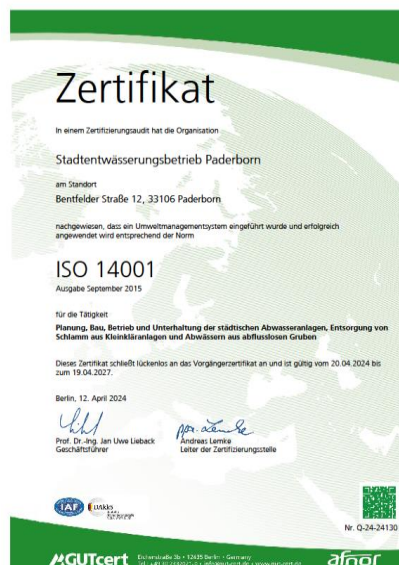 Zertifikat
In einem Zertifizierungsaudit hat die Organisation
Stadtentwässerungsbetrieb Paderborn
am Standort
Bentfelder Straße 12, 33106 Paderborn
nachgewiesen, dass ein Umweltmanagementsystem eingeführt wurde und erfolgreich
angewendet wird entsprechend der Norm
ISO 14001
Ausgabe September 2015
für die Tätigkeit
Planung, Bau, Betrieb und Unterhaltung der städtischen Abwasseranlagen, Entsorgung von
Schlamm aus Kleinkläranlagen und Abwässern aus abflusslosen Gruben
Dieses Zertifikat schließt lückenlos an das Vorgängerzertifikat an und ist gültig vom 20.04.2024 bis
zum 19.04.2027.
Berlin, 12. April 2024
Prof. Dr.-Ing. Jan Uwe Lieback
Geschäftsführer
Andreas Lemke
Leiter der Zertifizierungsstelle
IAF
DAkkS
Nr. Q-24-24130
GUTcert
Eichenstraße 3b • 12435 Berlin • Germany
afnor